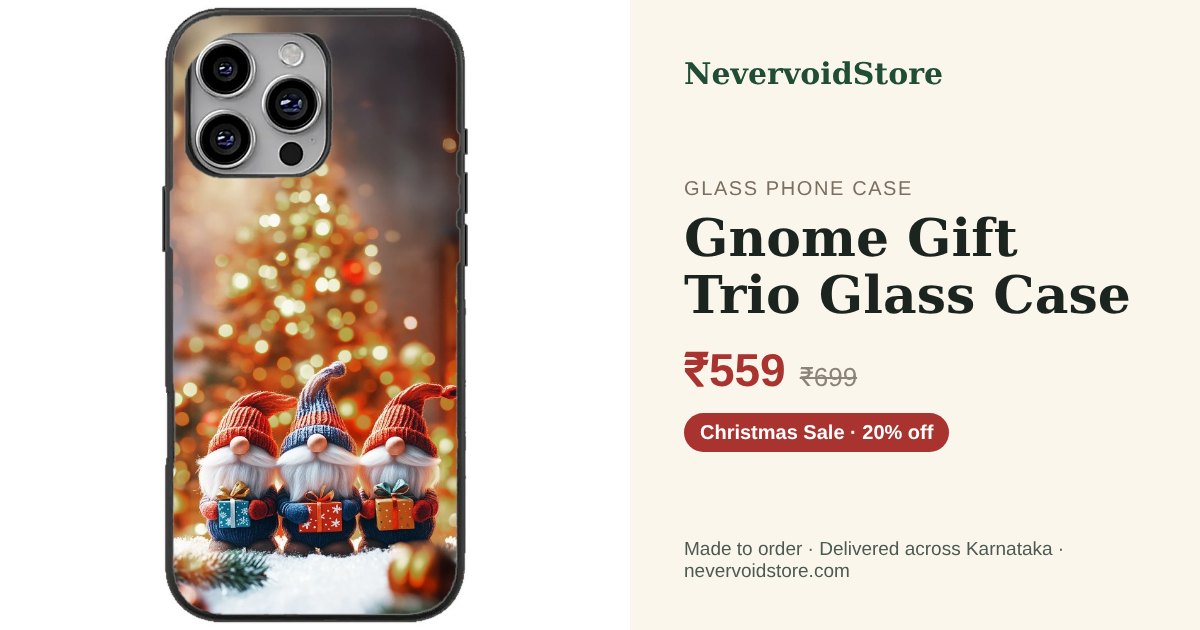 NevervoidStore
GLASS PHONE CASE
Gnome Gift
Trio Glass Case
₹559 ₹699
Christmas Sale · 20% off
Made to order · Delivered across Karnataka ·
nevervoidstore.com